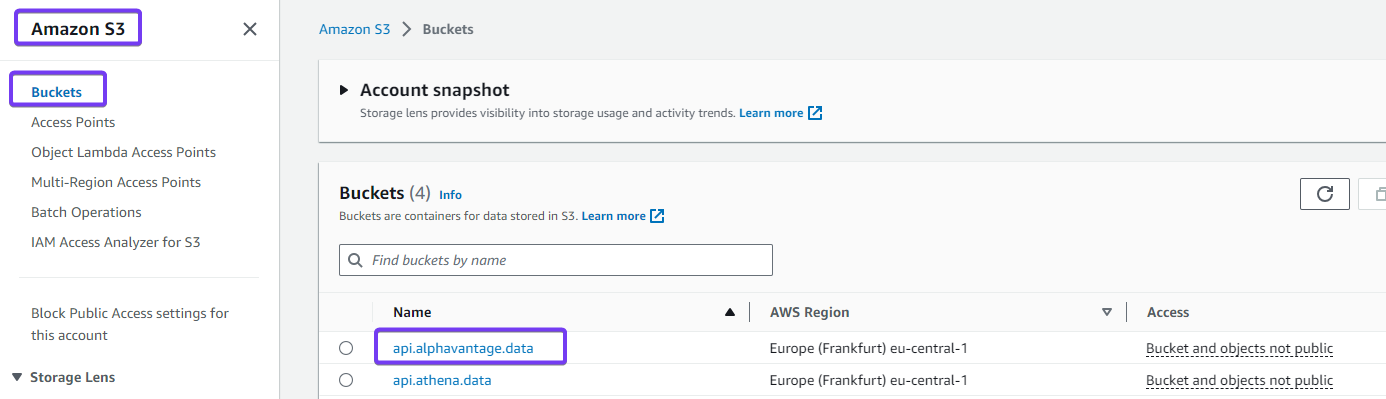 Amazon S3
Buckets
Access Points
Object Lambda Access Points
Multi-Region Access Points
Batch Operations
IAM Access Analyzer for S3
Block Public Access settings for
this account
Storage Lens
Amazon S3 > Buckets
Account snapshot
Storage lens provides visibility into storage usage and activity trends. Learn more
Buckets (4) Info
Buckets are containers for data stored in S3. Learn more
Find buckets by name
Name AWS Region Access
api.alphavantage.data Europe (Frankfurt) eu-central-1 Bucket and objects not public
api.athena.data Europe (Frankfurt) eu-central-1 Bucket and objects not public